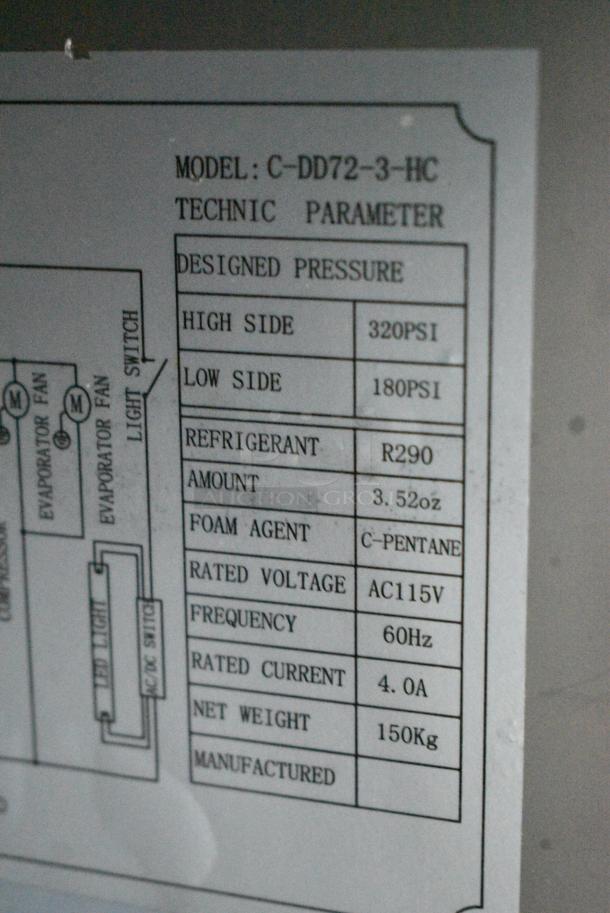 MODEL: C-DD72-3-HC
TECHNIC PARAMETER
DESIGNED PRESSURE
HIGH SIDE 320PSI
LOW SIDE 180PSI
REFRIGERANT R290
AMOUNT 3.52oz
FOAM AGENT C-PENTANE
RATED VOLTAGE AC115V
FREQUENCY 60Hz
RATED CURRENT 4.0A
NET WEIGHT 150Kg
MANUFACTURED
LIGHT SWITCH
M
M
EVAPORATOR FAN
EVAPORATOR FAN
LED LIGHT
AC/DC SWITCH
AUCTION GROUP